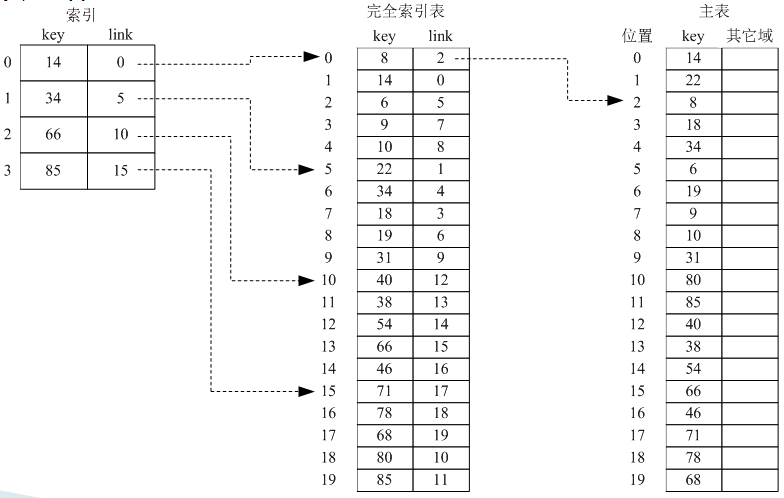 索引
key link
0 14 0
1 34 5
2 66 10
3 85 15
完全索引表
key link
0 8 2
1 14 0
2 6 5
3 9 7
4 10 8
5 22 1
6 34 4
7 18 3
8 19 6
9 31 9
10 40 12
11 38 13
12 54 14
13 66 15
14 46 16
15 71 17
16 78 18
17 68 19
18 80 10
19 85 11
主表
位置 key 其它域
0 14
1 22
2 8
3 18
4 34
5 6
6 19
7 9
8 10
9 31
10 80
11 85
12 40
13 38
14 54
15 66
16 46
17 71
18 78
19 68